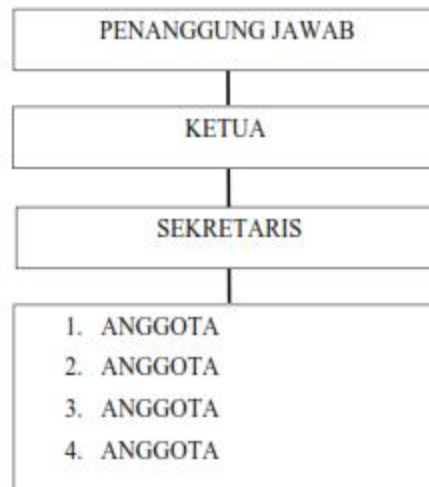 PENANGGUNG JAWAB
KETUA
SEKRETARIS
1. ANGGOTA
2. ANGGOTA
3. ANGGOTA
4. ANGGOTA